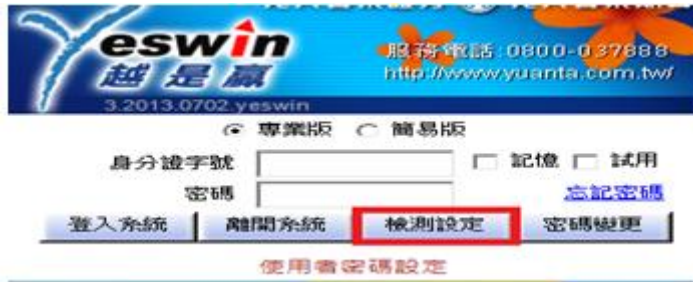 eswin
越是贏
服務電話:0800-037888
http://www.yuanta.com.tw/
3.2013.0702.yeswin
專業版 簡易版
身分證字號 記憶 試用
密碼 忘記密碼
登入系統 離開系統 檢測設定 密碼變更
使用者密碼設定